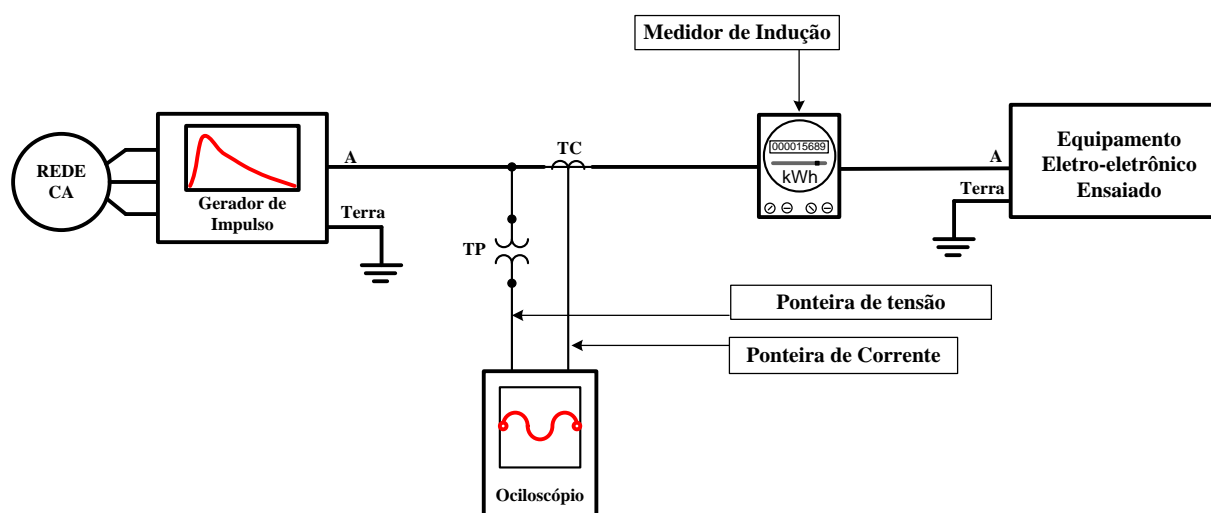 Medidor de Indução
REDE
CA
Gerador de
Impulso
A
Terra
TC
TP
000015689
kWh
A
Terra
Equipamento
Eletro-eletrônico
Ensaiado
Ponteira de tensão
Ponteira de Corrente
Ociloscópio